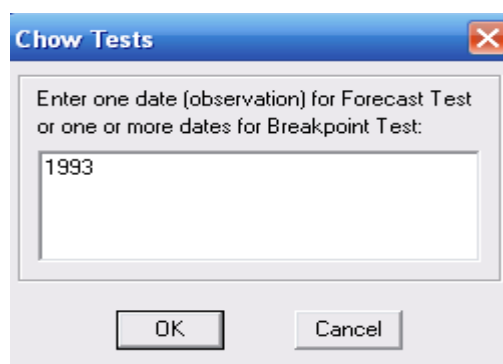 Chow Tests
Enter one date (observation) for Forecast Test
or one or more dates for Breakpoint Test:
1993
OK
Cancel